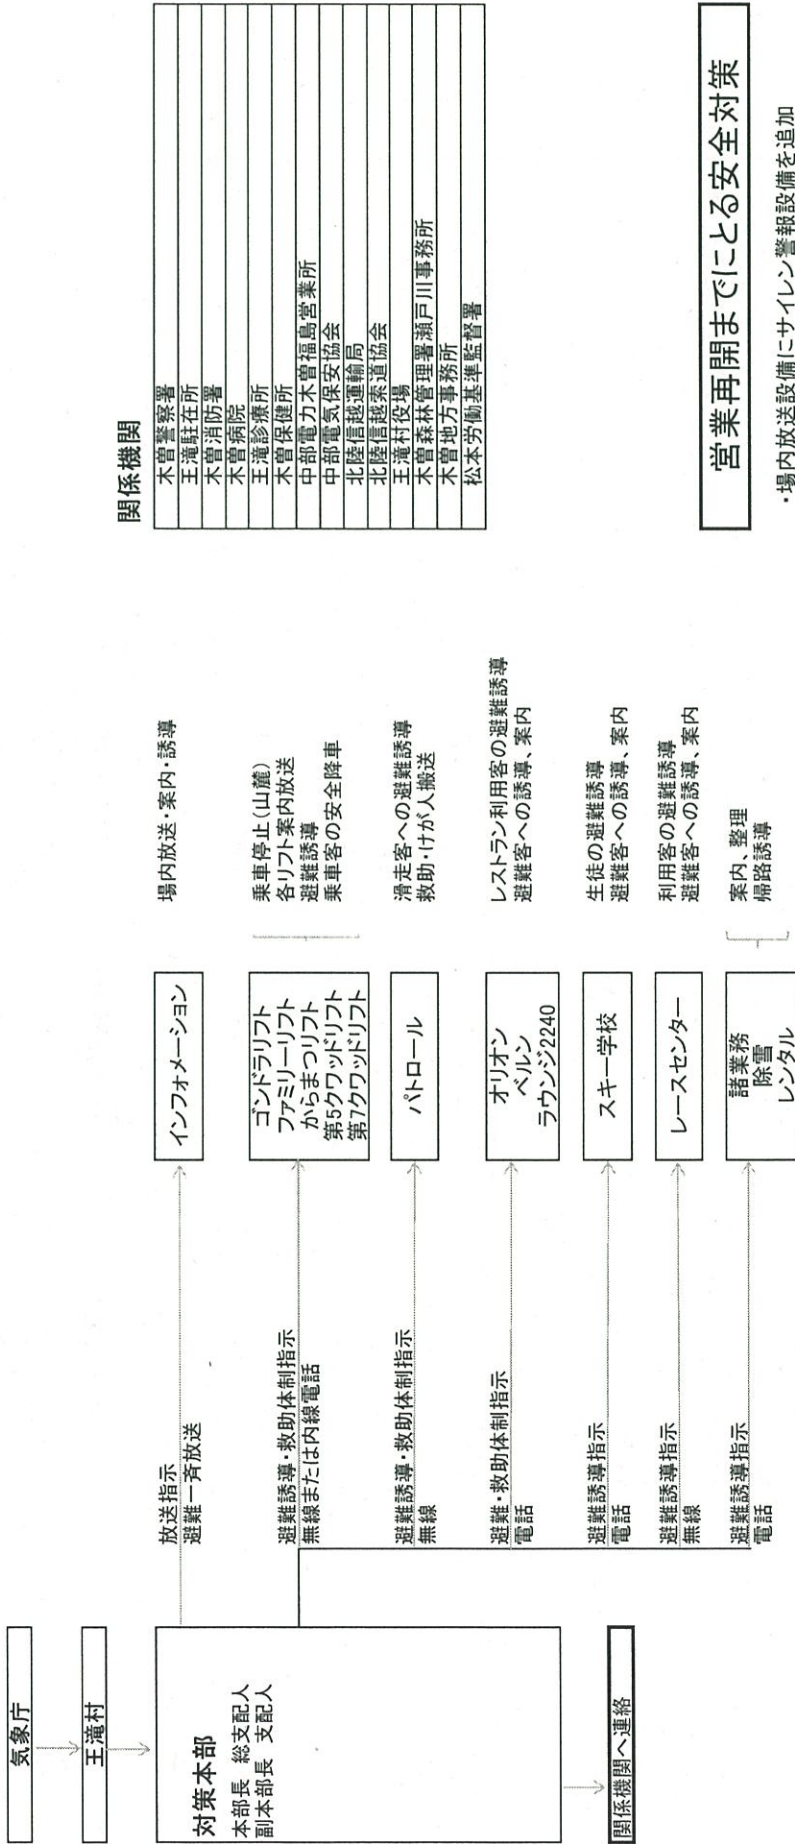 気象庁
王滝村
対策本部
本部長 総支配人
副本部長 支配人
関係機関へ連絡
放送指示
避難一斉放送
避難誘導・救助体制指示
無線または内線電話
避難誘導・救助体制指示
無線
避難・救助体制指示
電話
避難誘導指示
電話
避難誘導指示
無線
避難誘導指示
電話
インフォメーション
ゴンドラリフト
ファミリーリフト
からまつリフト
第5クワッドリフト
第7クワッドリフト
パトロール
オリオン
ベルン
ラウンジ2240
スキー学校
レースセンター
諸業務
除雪
レンタル
場内放送・案内・誘導
乗車停止(山麓)
各リフト案内放送
避難誘導
乗車客の安全降車
滑走客への避難誘導
救助・けが人搬送
レストラン利用客の避難誘導
避難客への誘導、案内
生徒の避難誘導
避難客への誘導、案内
利用客の避難誘導
避難客への誘導、案内
案内、整理
帰路誘導
関係機関
木曽警察署
王滝駐在所
木曽消防署
木曽病院
王滝診療所
木曽保健所
中部電力木曽福島営業所
中部電気保安協会
北陸信越運輸局
北陸信越索道協会
王滝村役場
木曽森林管理署瀬戸川事務所
木曽地方事務所
松本労働基準監督署
営業再開までにとる安全対策
・場内放送設備にサイレン警報設備を追加